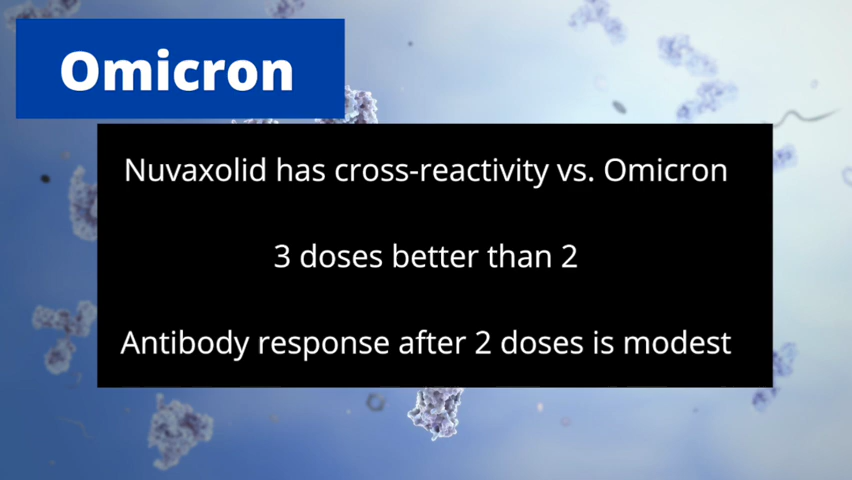 Omicron
Nuvaxolid has cross-reactivity vs. Omicron
3 doses better than 2
Antibody response after 2 doses is modest